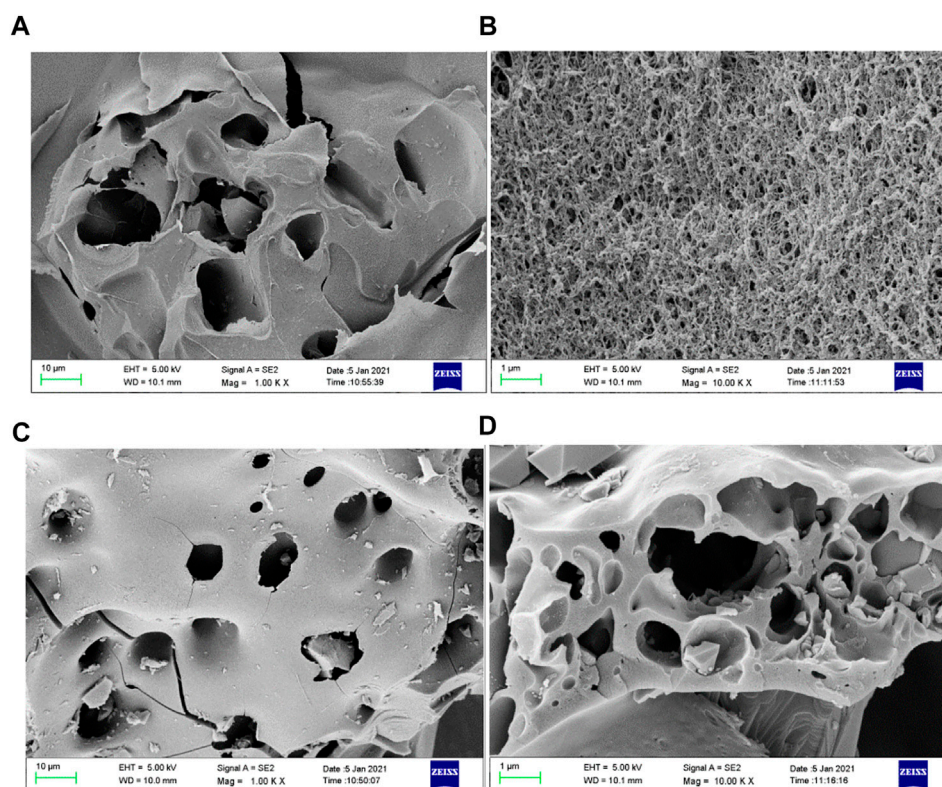 A
B
10 µm EHT = 5.00 kV Signal A = SE2 Date :5 Jan 2021 ZEISS
WD = 10.1 mm Mag = 1.00 K X Time :10:55:39
1 µm EHT = 5.00 kV Signal A = SE2 Date :5 Jan 2021 ZEISS
WD = 10.1 mm Mag = 10.00 K X Time :11:11:53
C
D
10 µm EHT = 5.00 kV Signal A = SE2 Date :5 Jan 2021 ZEISS
WD = 10.0 mm Mag = 1.00 K X Time :10:50:07
1 µm EHT = 5.00 kV Signal A = SE2 Date :5 Jan 2021 ZEISS
WD = 10.1 mm Mag = 10.00 K X Time :11:16:16